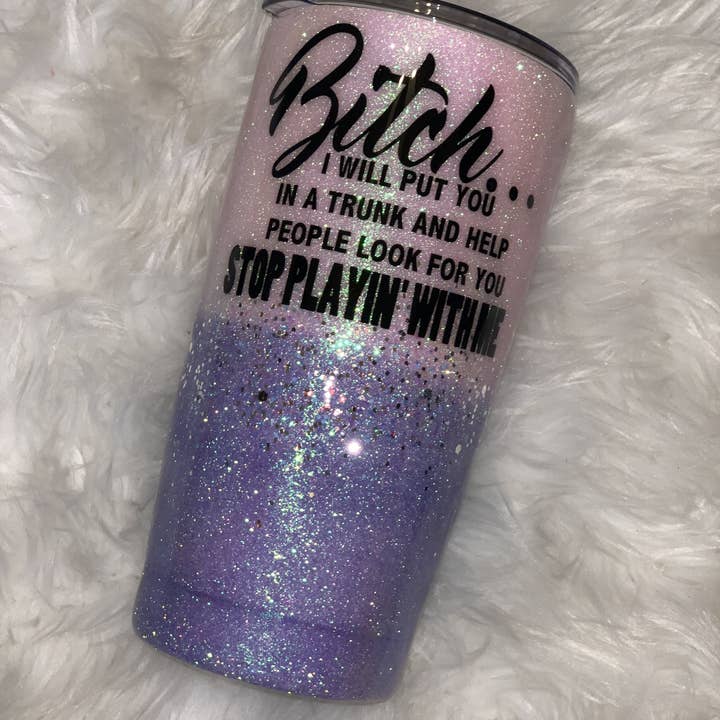 Bitch...
I WILL PUT YOU
IN A TRUNK AND HELP
PEOPLE LOOK FOR YOU
STOP PLAYIN' WITH ME